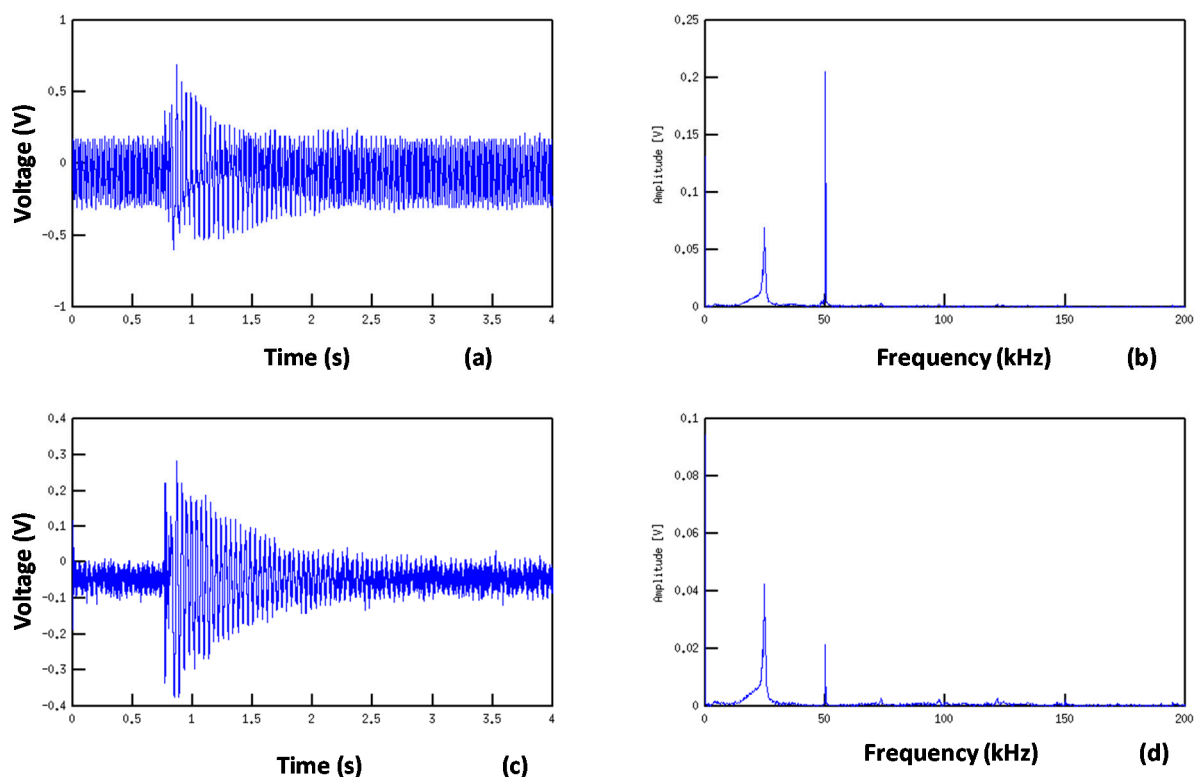 1
0.5
0
-0.5
-1
Voltage (V)
0 0.5 1 1.5 2 2.5 3 3.5 4
Time (s) (a)
0.25
0.2
0.15
0.1
0.05
0
Amplitude [V]
0 50 100 150 200
Frequency (kHz) (b)
0.4
0.3
0.2
0.1
0
-0.1
-0.2
-0.3
-0.4
Voltage (V)
0 0.5 1 1.5 2 2.5 3 3.5 4
Time (s) (c)
0.1
0.08
0.06
0.04
0.02
0
Amplitude [V]
0 50 100 150 200
Frequency (kHz) (d)